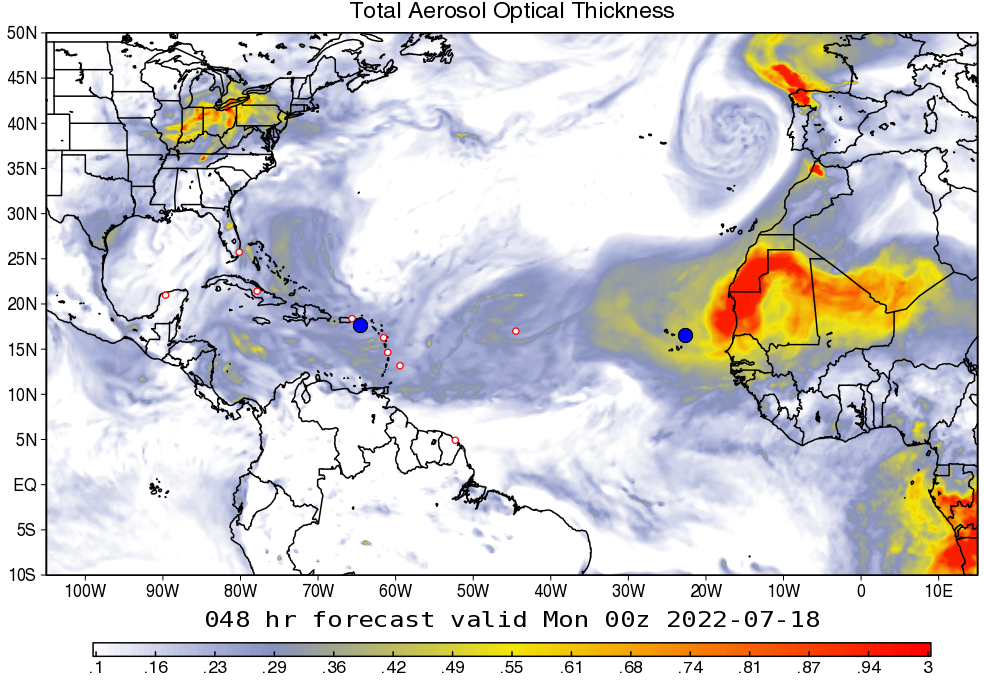 Total Aerosol Optical Thickness
50N
45N
40N
35N
30N
25N
20N
15N
10N
5N
EQ
5S
10S
100W 90W 80W 70W 60W 50W 40W 30W 20W 10W 0 10E
048 hr forecast valid Mon 00z 2022-07-18
.1 .16 .23 .29 .36 .42 .49 .55 .61 .68 .74 .81 .87 .94 3